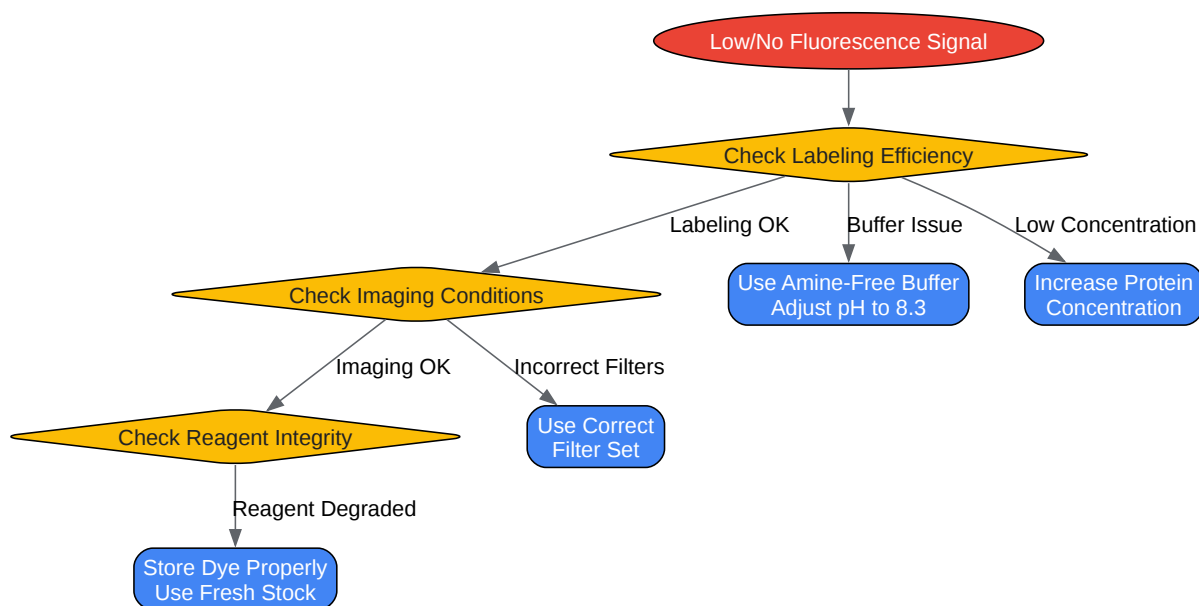 Low/No Fluorescence Signal
Check Labeling Efficiency
Labeling OK
Buffer Issue
Low Concentration
Check Imaging Conditions
Use Amine-Free Buffer
Adjust pH to 8.3
Increase Protein
Concentration
Imaging OK
Incorrect Filters
Check Reagent Integrity
Use Correct
Filter Set
Reagent Degraded
Store Dye Properly
Use Fresh Stock